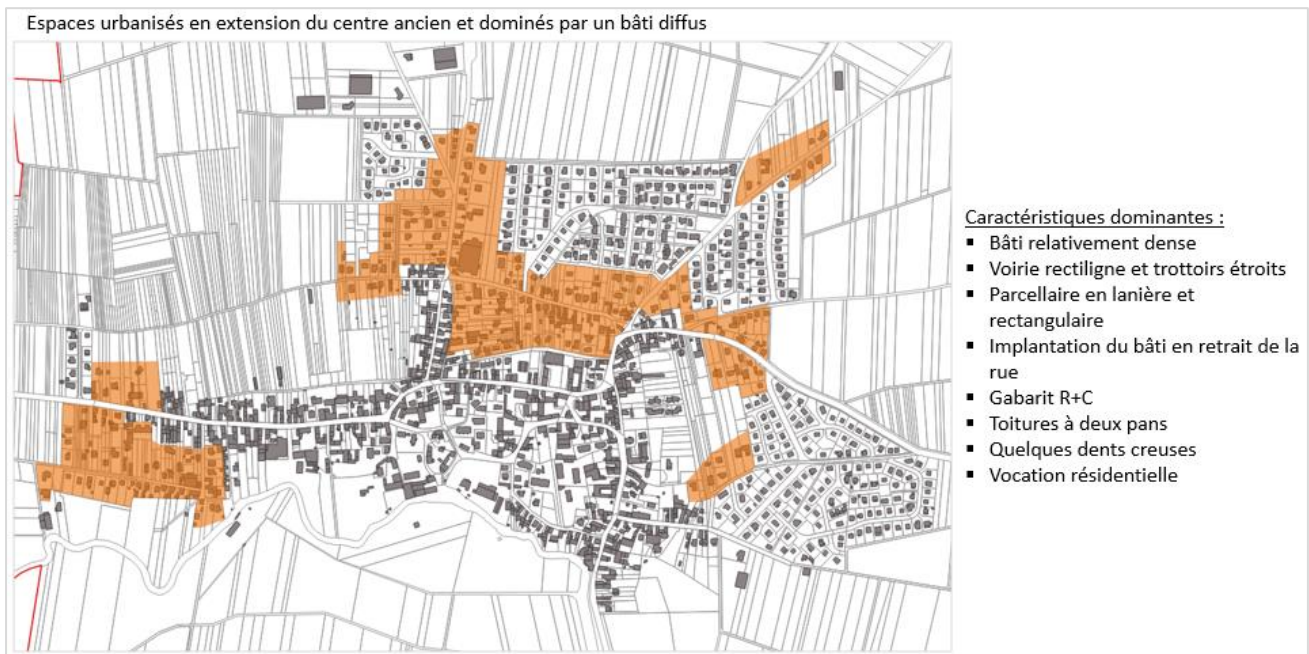 Espaces urbanisés en extension du centre ancien et dominés par un bâti diffus
Caractéristiques dominantes :
▪ Bâti relativement dense
▪ Voirie rectiligne et trottoirs étroits
▪ Parcellaire en lanière et
rectangulaire
▪ Implantation du bâti en retrait de la
rue
▪ Gabarit R+C
▪ Toitures à deux pans
▪ Quelques dents creuses
▪ Vocation résidentielle